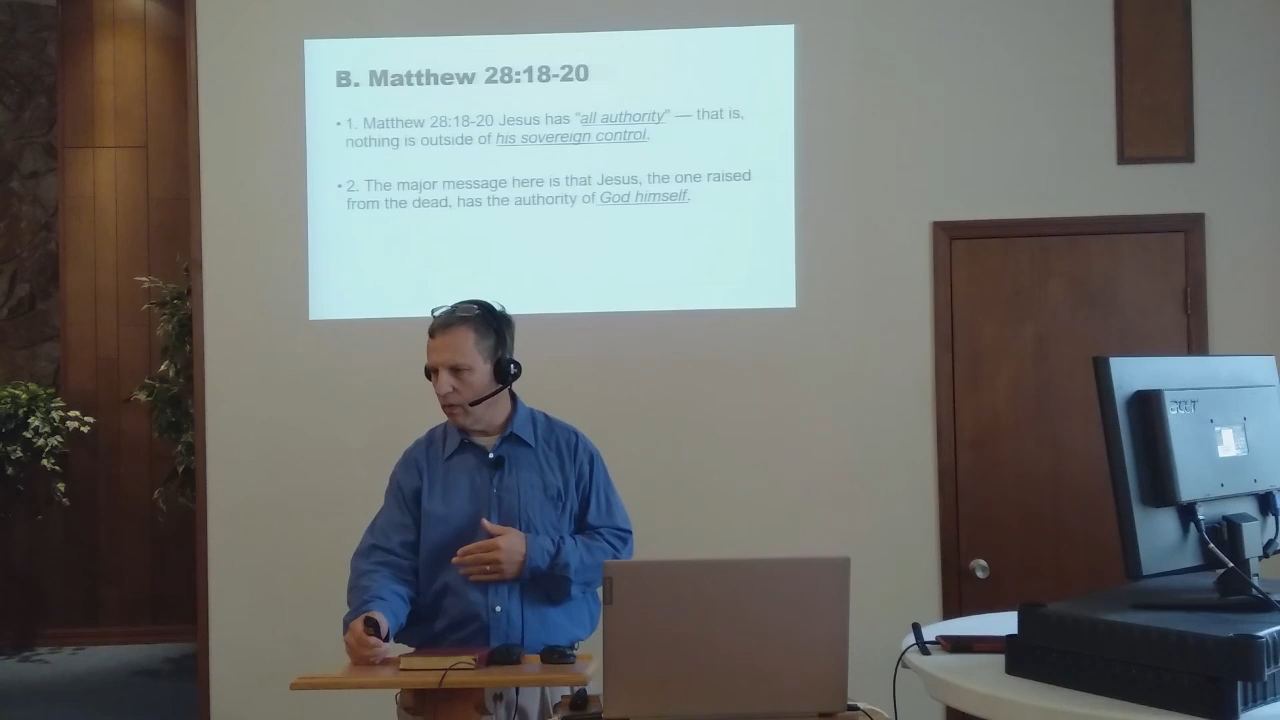 B. Matthew 28:18-20
• 1. Matthew 28:18-20 Jesus has "all authority" — that is,
nothing is outside of his sovereign control.
• 2. The major message here is that Jesus, the one raised
from the dead, has the authority of God himself.
acer